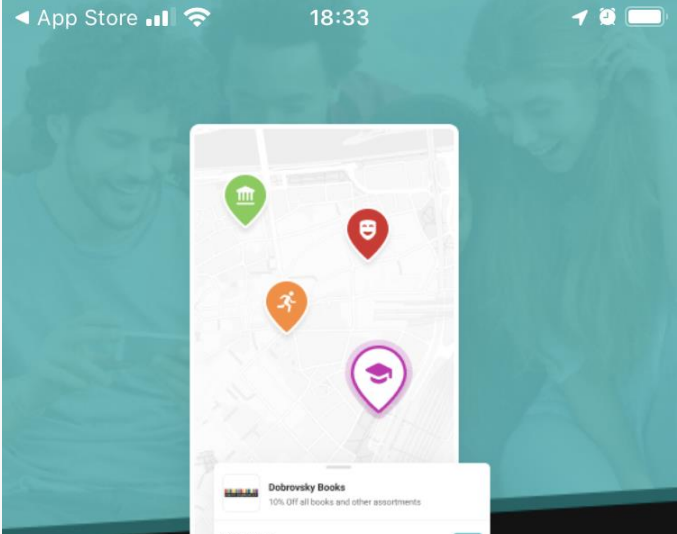 ◀ App Store
18:33
Dobrovsky Books
10% Off all books and other assortments